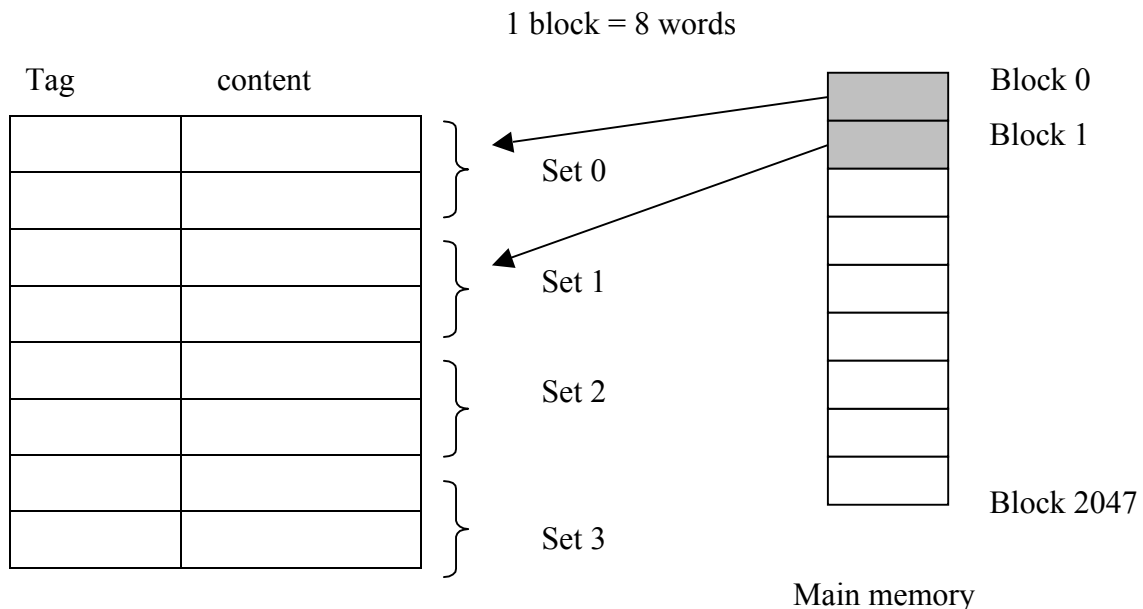 1 block = 8 words
Tag content
Block 0
Block 1
Set 0
Set 1
Set 2
Set 3
Block 2047
Main memory